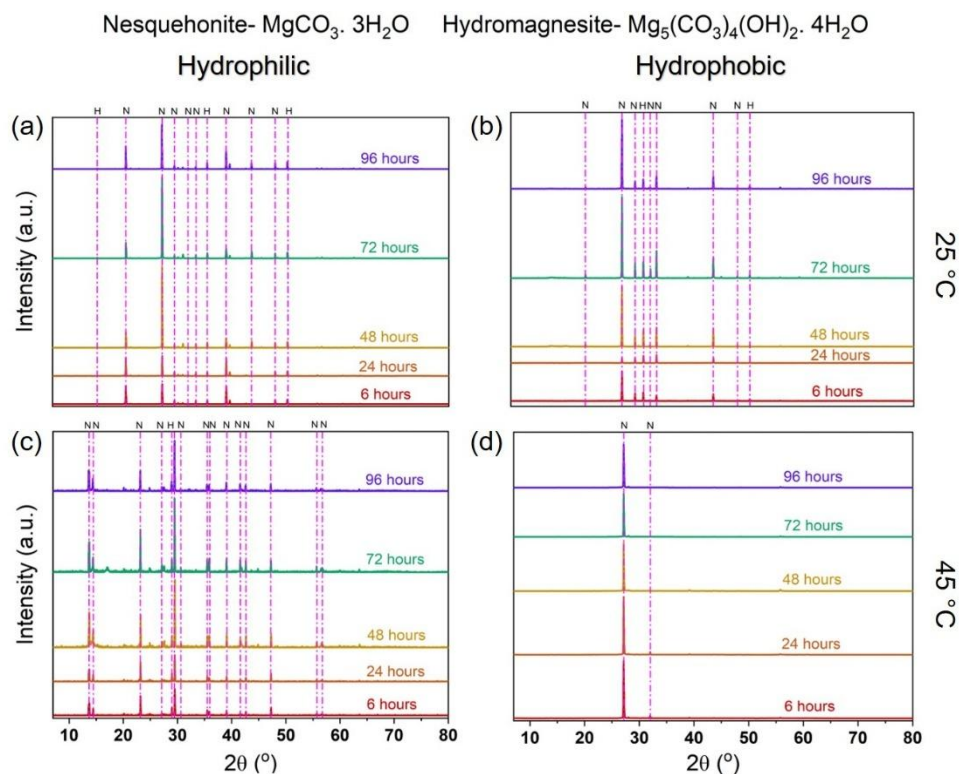 Nesquehonite- MgCO₃. 3H₂O Hydromagnesite- Mg₅(CO₃)₄(OH)₂. 4H₂O
Hydrophilic Hydrophobic
(a)
H N N N N N H N N N H
96 hours
72 hours
48 hours
24 hours
6 hours
Intensity (a.u.)
(b)
N N N H N N N N H
96 hours
72 hours
48 hours
24 hours
6 hours
25 °C
(c)
N N N N H N N N N N N N N N
96 hours
72 hours
48 hours
24 hours
6 hours
Intensity (a.u.)
10 20 30 40 50 60 70 80
2θ (°)
(d)
N N
96 hours
72 hours
48 hours
24 hours
6 hours
45 °C
10 20 30 40 50 60 70 80
2θ (°)